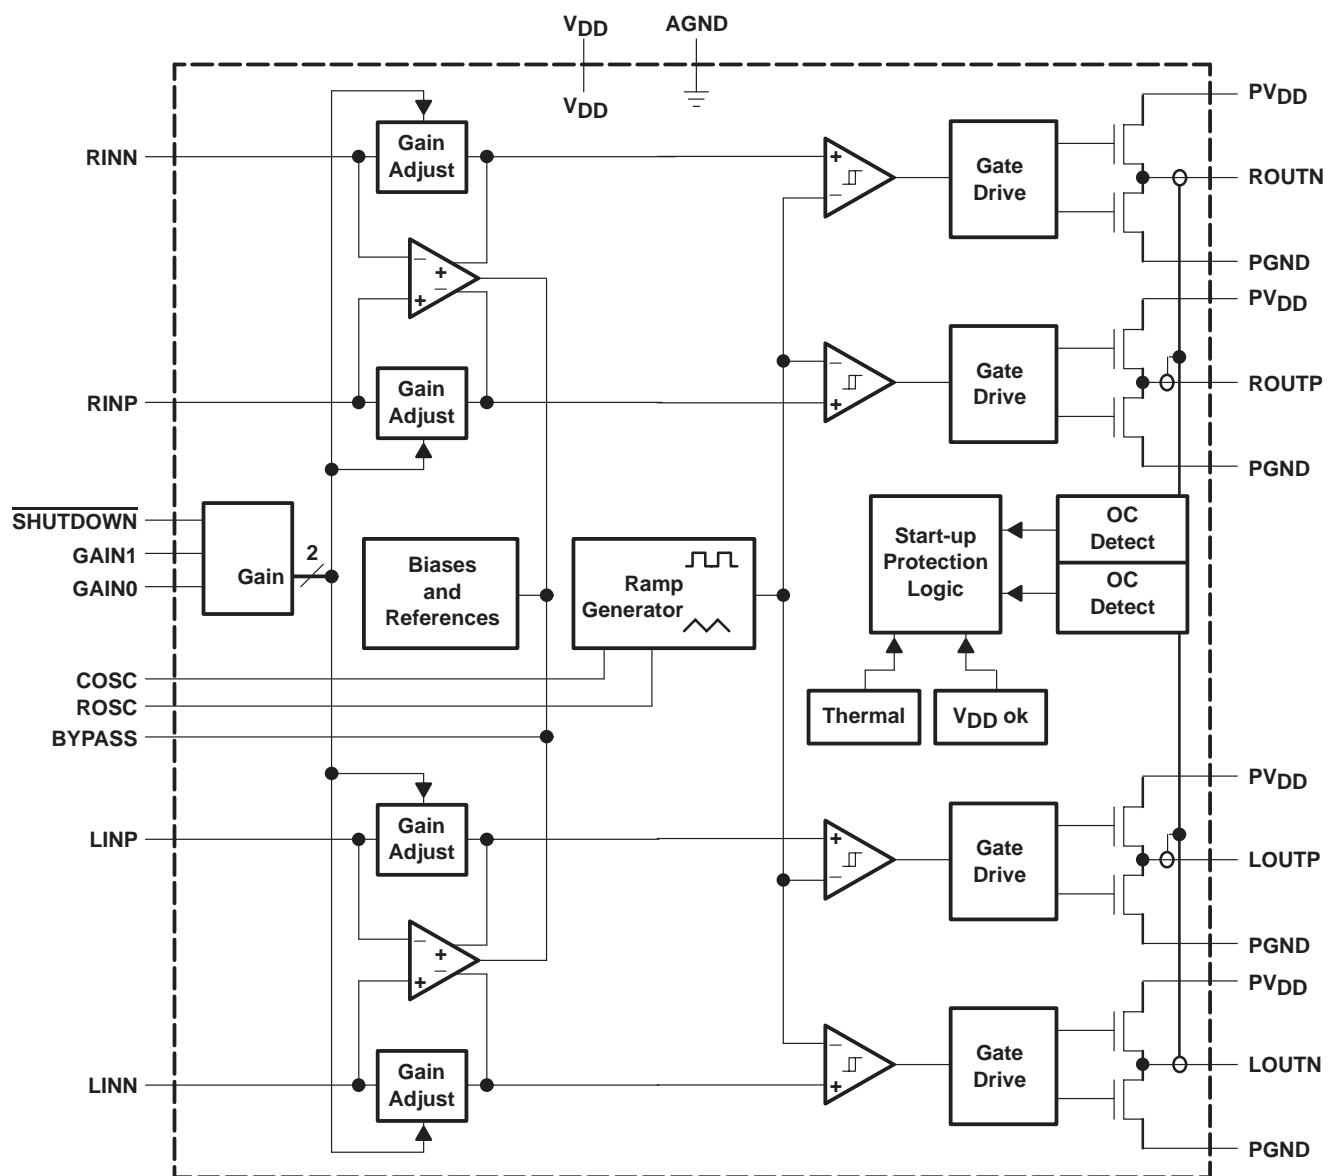 VDD
AGND
VDD
PVDD
Gain
Adjust
Gate
Drive
RINN
+
−
ROUTN
−
+
−
+
PGND
PVDD
Gain
Adjust
Gate
Drive
−
+
RINP
ROUTP
PGND
SHUTDOWN
GAIN1
GAIN0
Gain
2
Biases
and
References
Ramp
Generator
Start-up
Protection
Logic
OC
Detect
OC
Detect
COSC
ROSC
BYPASS
Thermal
VDD ok
PVDD
Gain
Adjust
Gate
Drive
LINP
+
−
LOUTP
−
+
−
+
PGND
PVDD
Gain
Adjust
Gate
Drive
−
+
LINN
LOUTN
PGND